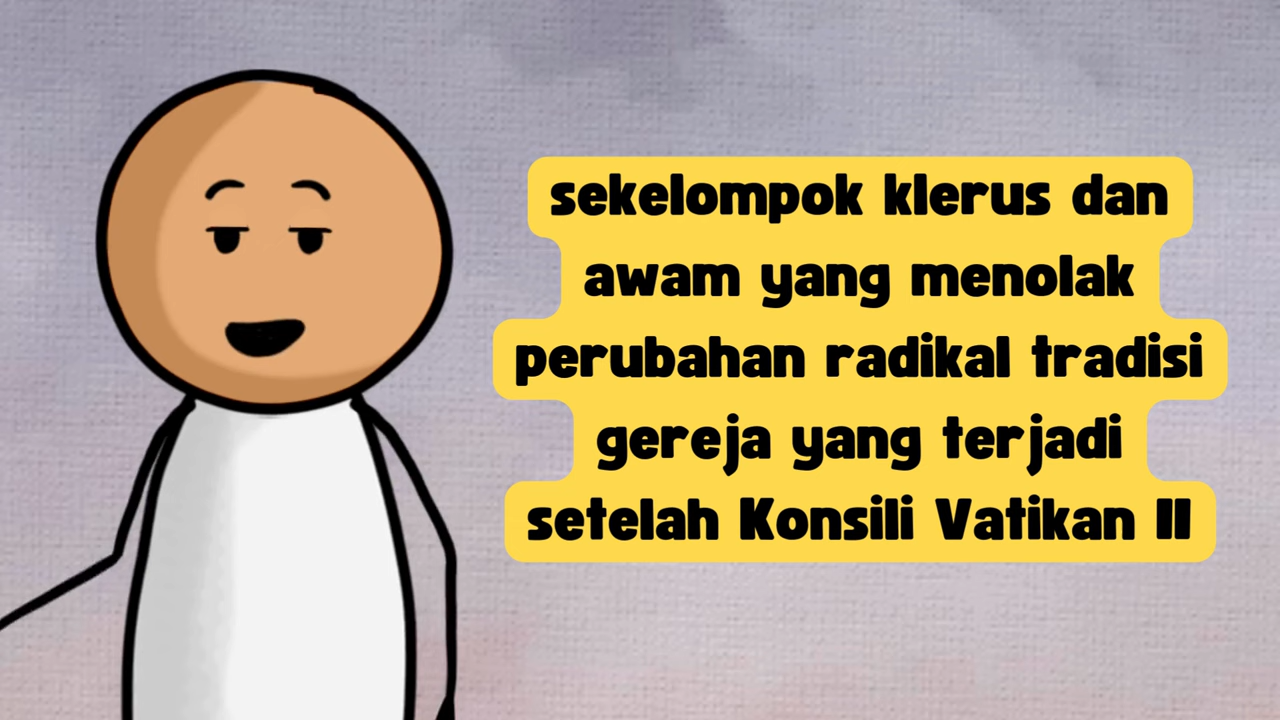 sekelompok klerus dan
awam yang menolak
perubahan radikal tradisi
gereja yang terjadi
setelah Konsili Vatikan II